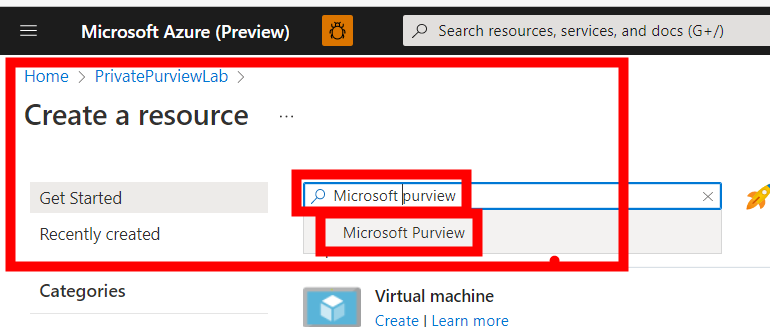 Microsoft Azure (Preview)
Search resources, services, and docs (G+/)
Home > PrivatePurviewLab >
Create a resource ...
Get Started
Microsoft purview
Recently created
Microsoft Purview
Categories
Virtual machine
Create | Learn more